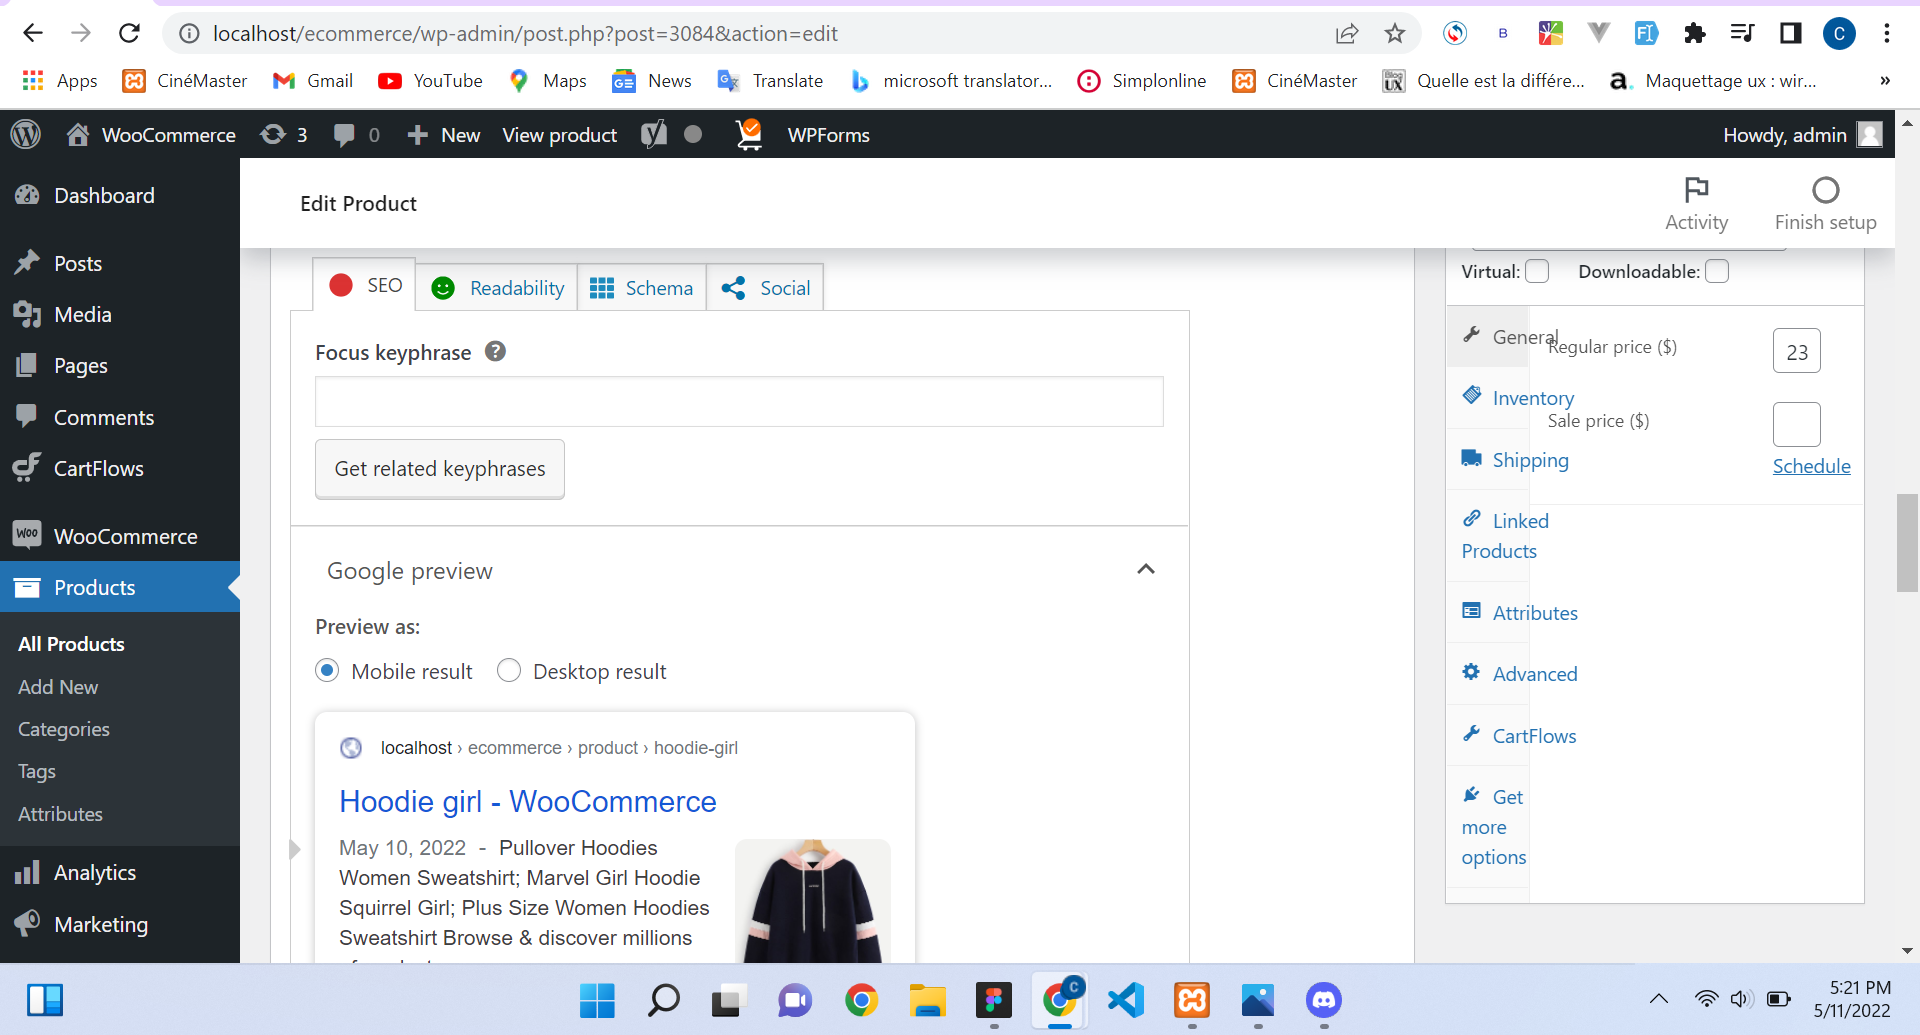 localhost/ecommerce/wp-admin/post.php?post=3084&action=edit
B
FI
C
Apps
CinéMaster
Gmail
YouTube
Maps
GE
News
Translate
microsoft translator...
Simplonline
CinéMaster
Blog
UX
Quelle est la différe...
a.
Maquettage ux : wir...
»
WooCommerce
3
0
New
View product
WPForms
Howdy, admin
Dashboard
Posts
Media
Pages
Comments
CartFlows
Woo
WooCommerce
Products
All Products
Add New
Categories
Tags
Attributes
Analytics
Marketing
Edit Product
Activity
Finish setup
SEO
Readability
Schema
Social
Focus keyphrase
?
Get related keyphrases
Google preview
Preview as:
Mobile result
Desktop result
localhost › ecommerce › product › hoodie-girl
Hoodie girl - WooCommerce
May 10, 2022 - Pullover Hoodies
Women Sweatshirt; Marvel Girl Hoodie
Squirrel Girl; Plus Size Women Hoodies
Sweatshirt Browse & discover millions
Virtual:
Downloadable:
General
Regular price ($)
23
Inventory
Sale price ($)
Shipping
Schedule
Linked
Products
Attributes
Advanced
CartFlows
Get
more
options
C
5:21 PM
5/11/2022